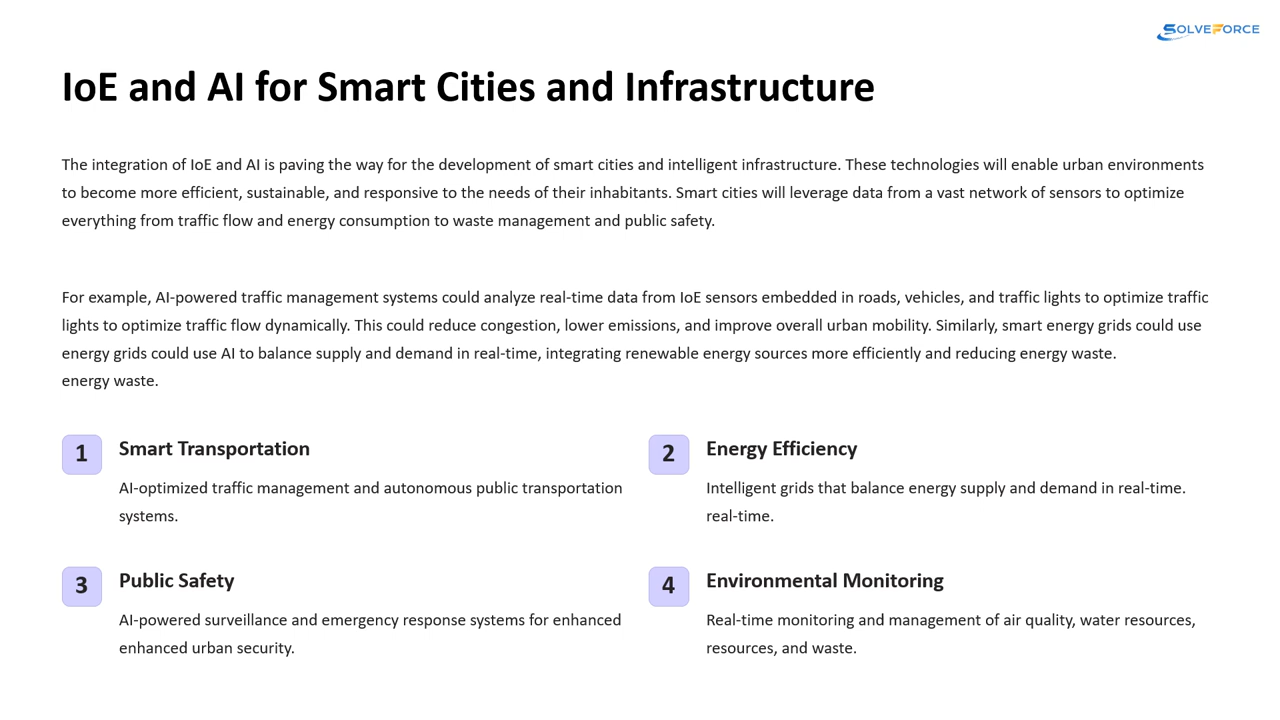 SOLVEFORCE
IoE and AI for Smart Cities and Infrastructure
The integration of IoE and AI is paving the way for the development of smart cities and intelligent infrastructure. These technologies will enable urban environments
to become more efficient, sustainable, and responsive to the needs of their inhabitants. Smart cities will leverage data from a vast network of sensors to optimize
everything from traffic flow and energy consumption to waste management and public safety.
For example, AI-powered traffic management systems could analyze real-time data from IoE sensors embedded in roads, vehicles, and traffic lights to optimize traffic
lights to optimize traffic flow dynamically. This could reduce congestion, lower emissions, and improve overall urban mobility. Similarly, smart energy grids could use
energy grids could use AI to balance supply and demand in real-time, integrating renewable energy sources more efficiently and reducing energy waste.
energy waste.
1
Smart Transportation
AI-optimized traffic management and autonomous public transportation
systems.
2
Energy Efficiency
Intelligent grids that balance energy supply and demand in real-time.
real-time.
3
Public Safety
AI-powered surveillance and emergency response systems for enhanced
enhanced urban security.
4
Environmental Monitoring
Real-time monitoring and management of air quality, water resources,
resources, and waste.